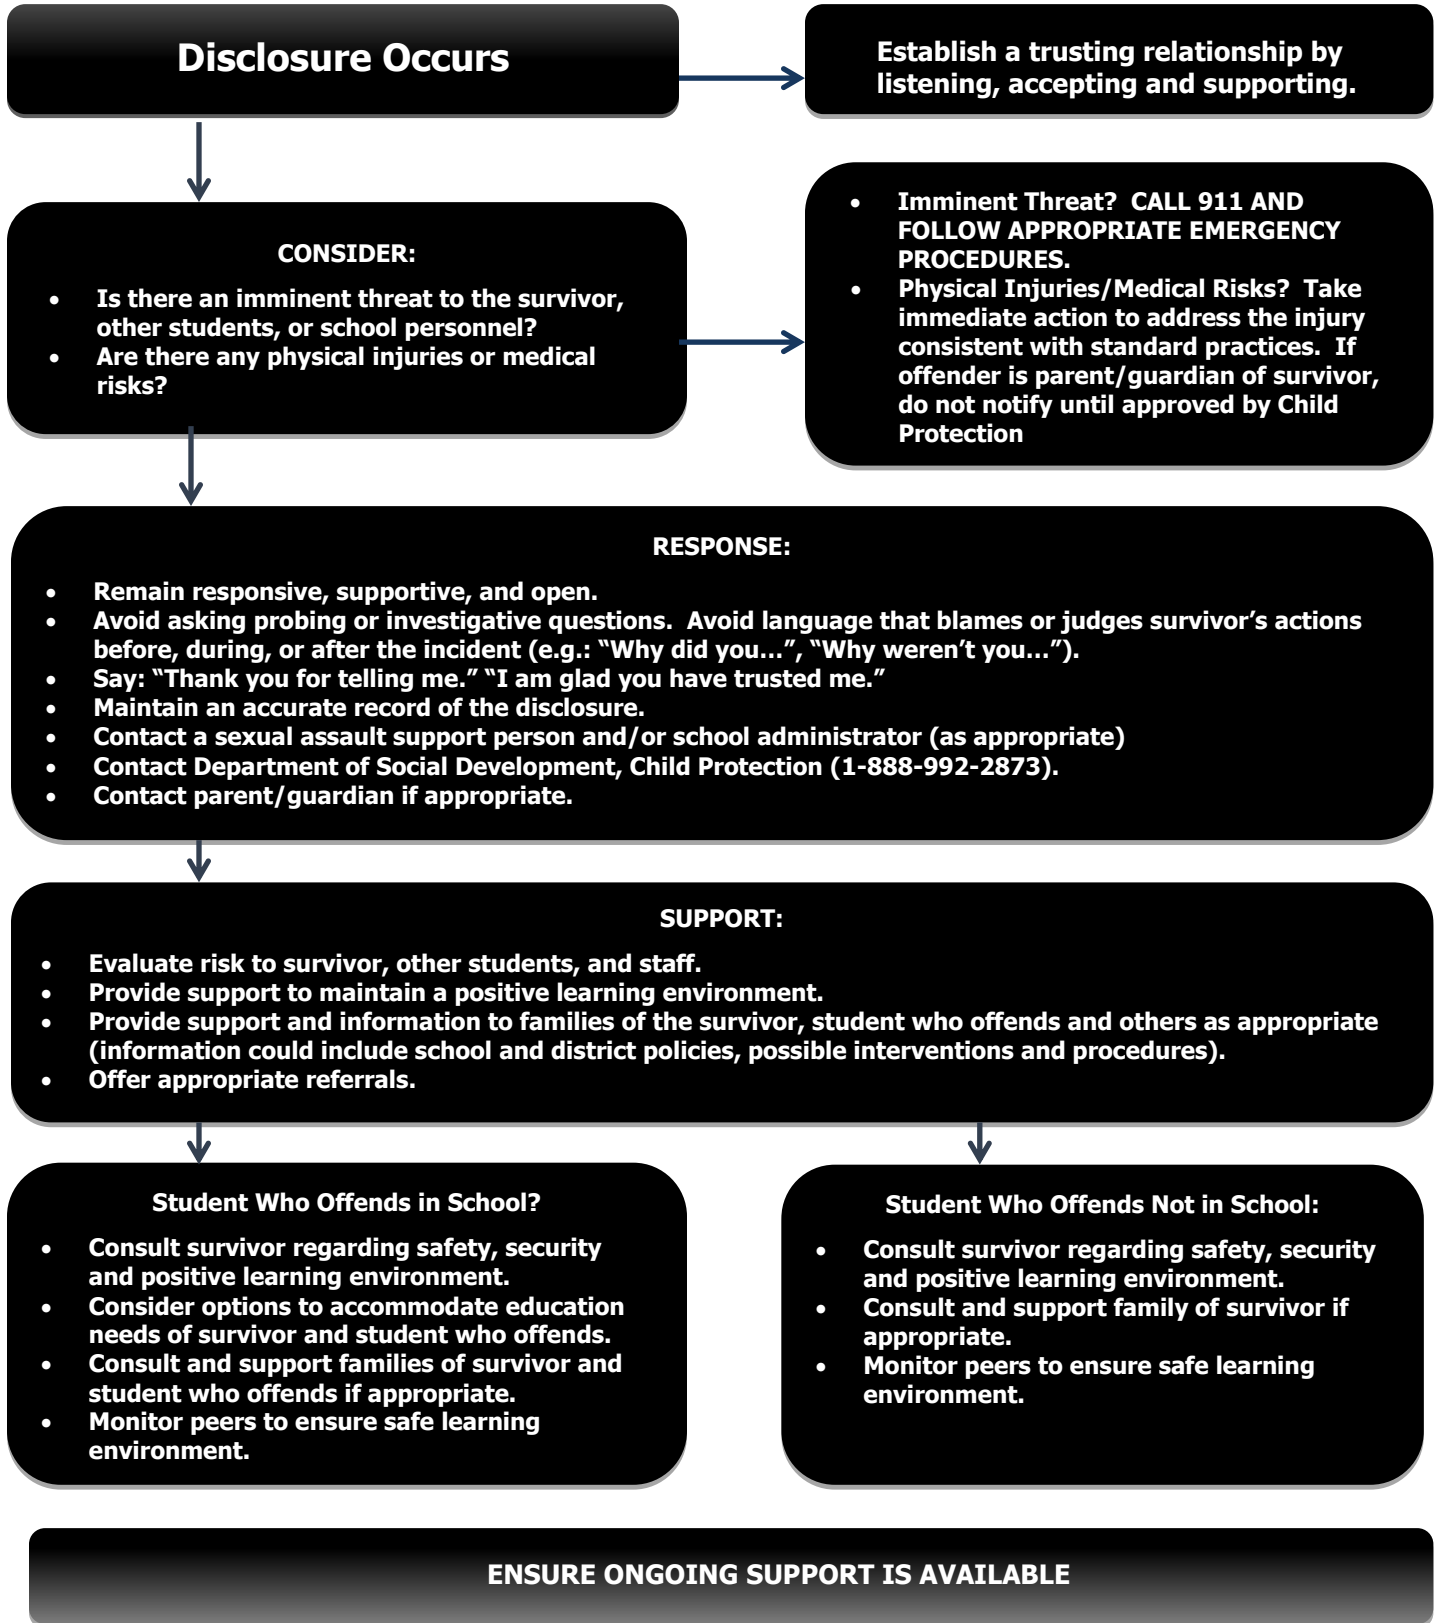 Disclosure Occurs
Establish a trusting relationship by
listening, accepting and supporting.
CONSIDER:
• Is there an imminent threat to the survivor,
other students, or school personnel?
• Are there any physical injuries or medical
risks?
• Imminent Threat?  CALL 911 AND
FOLLOW APPROPRIATE EMERGENCY
PROCEDURES.
• Physical Injuries/Medical Risks?  Take
immediate action to address the injury
consistent with standard practices.  If
offender is parent/guardian of survivor,
do not notify until approved by Child
Protection
RESPONSE:
• Remain responsive, supportive, and open.
• Avoid asking probing or investigative questions.  Avoid language that blames or judges survivor’s actions
before, during, or after the incident (e.g.: “Why did you…”, “Why weren’t you…”).
• Say: “Thank you for telling me.” “I am glad you have trusted me.”
• Maintain an accurate record of the disclosure.
• Contact a sexual assault support person and/or school administrator (as appropriate)
• Contact Department of Social Development, Child Protection (1-888-992-2873).
• Contact parent/guardian if appropriate.
SUPPORT:
• Evaluate risk to survivor, other students, and staff.
• Provide support to maintain a positive learning environment.
• Provide support and information to families of the survivor, student who offends and others as appropriate
(information could include school and district policies, possible interventions and procedures).
• Offer appropriate referrals.
Student Who Offends in School?
• Consult survivor regarding safety, security
and positive learning environment.
• Consider options to accommodate education
needs of survivor and student who offends.
• Consult and support families of survivor and
student who offends if appropriate.
• Monitor peers to ensure safe learning
environment.
Student Who Offends Not in School:
• Consult survivor regarding safety, security
and positive learning environment.
• Consult and support family of survivor if
appropriate.
• Monitor peers to ensure safe learning
environment.
ENSURE ONGOING SUPPORT IS AVAILABLE